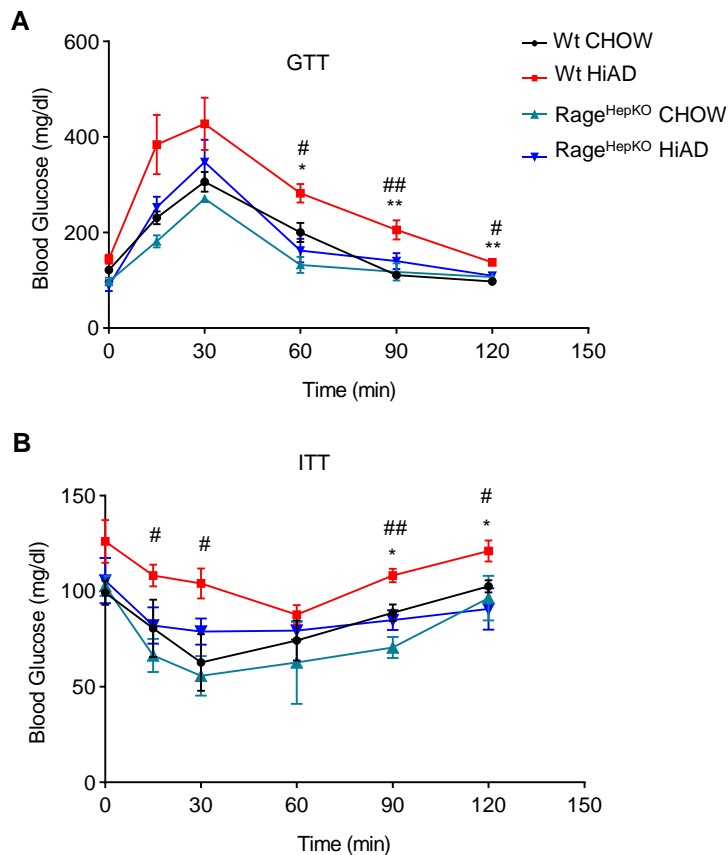 A
GTT
Blood Glucose (mg/dl)
600
400
200
0
# 
*
##
**
#
**
0 30 60 90 120 150
Time (min)
Wt CHOW
Wt HiAD
Rage^HepKO CHOW
Rage^HepKO HiAD
B
ITT
Blood Glucose (mg/dl)
150
100
50
0
#
#
##
*
#
*
0 30 60 90 120 150
Time (min)